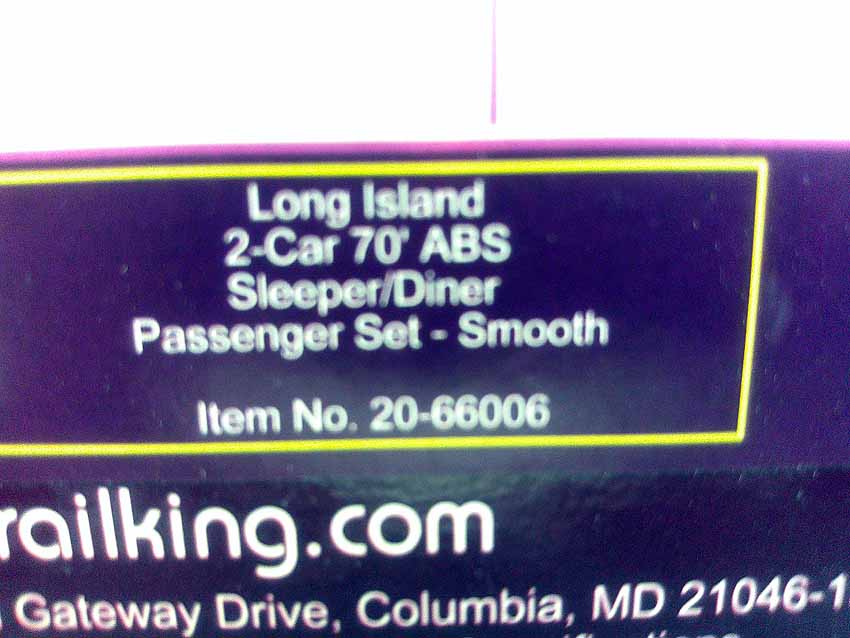 Long Island
2-Car 70' ABS
Sleeper/Diner
Passenger Set - Smooth
Item No. 20-66006
railking.com
Gateway Drive, Columbia, MD 21046-1